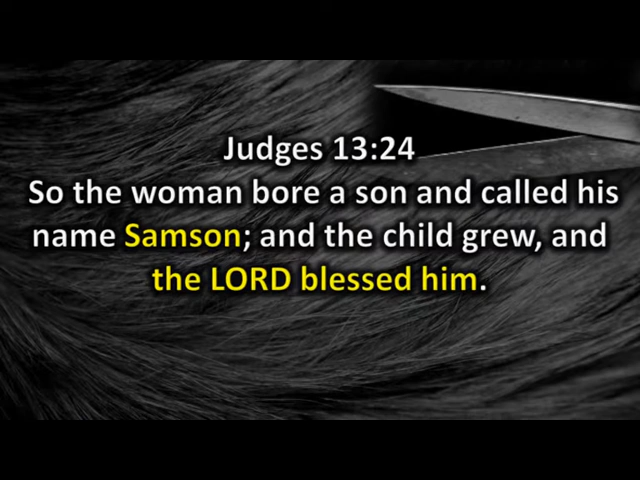 Judges 13:24
So the woman bore a son and called his
name Samson; and the child grew, and
the LORD blessed him.